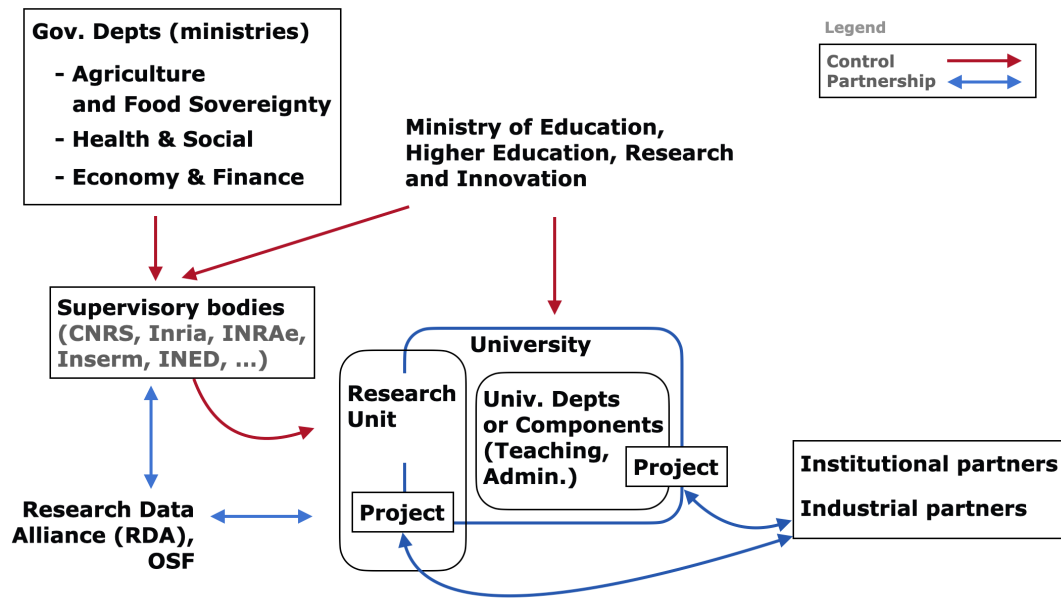 Gov. Depts (ministries)
- Agriculture
and Food Sovereignty
- Health & Social
- Economy & Finance
Legend
Control
Partnership
Ministry of Education,
Higher Education, Research
and Innovation
Supervisory bodies
(CNRS, Inria, INRAe,
Inserm, INED, ...)
University
Research
Unit
Univ. Depts
or Components
(Teaching,
Admin.)
Project
Project
Institutional partners
Industrial partners
Research Data
Alliance (RDA),
OSF